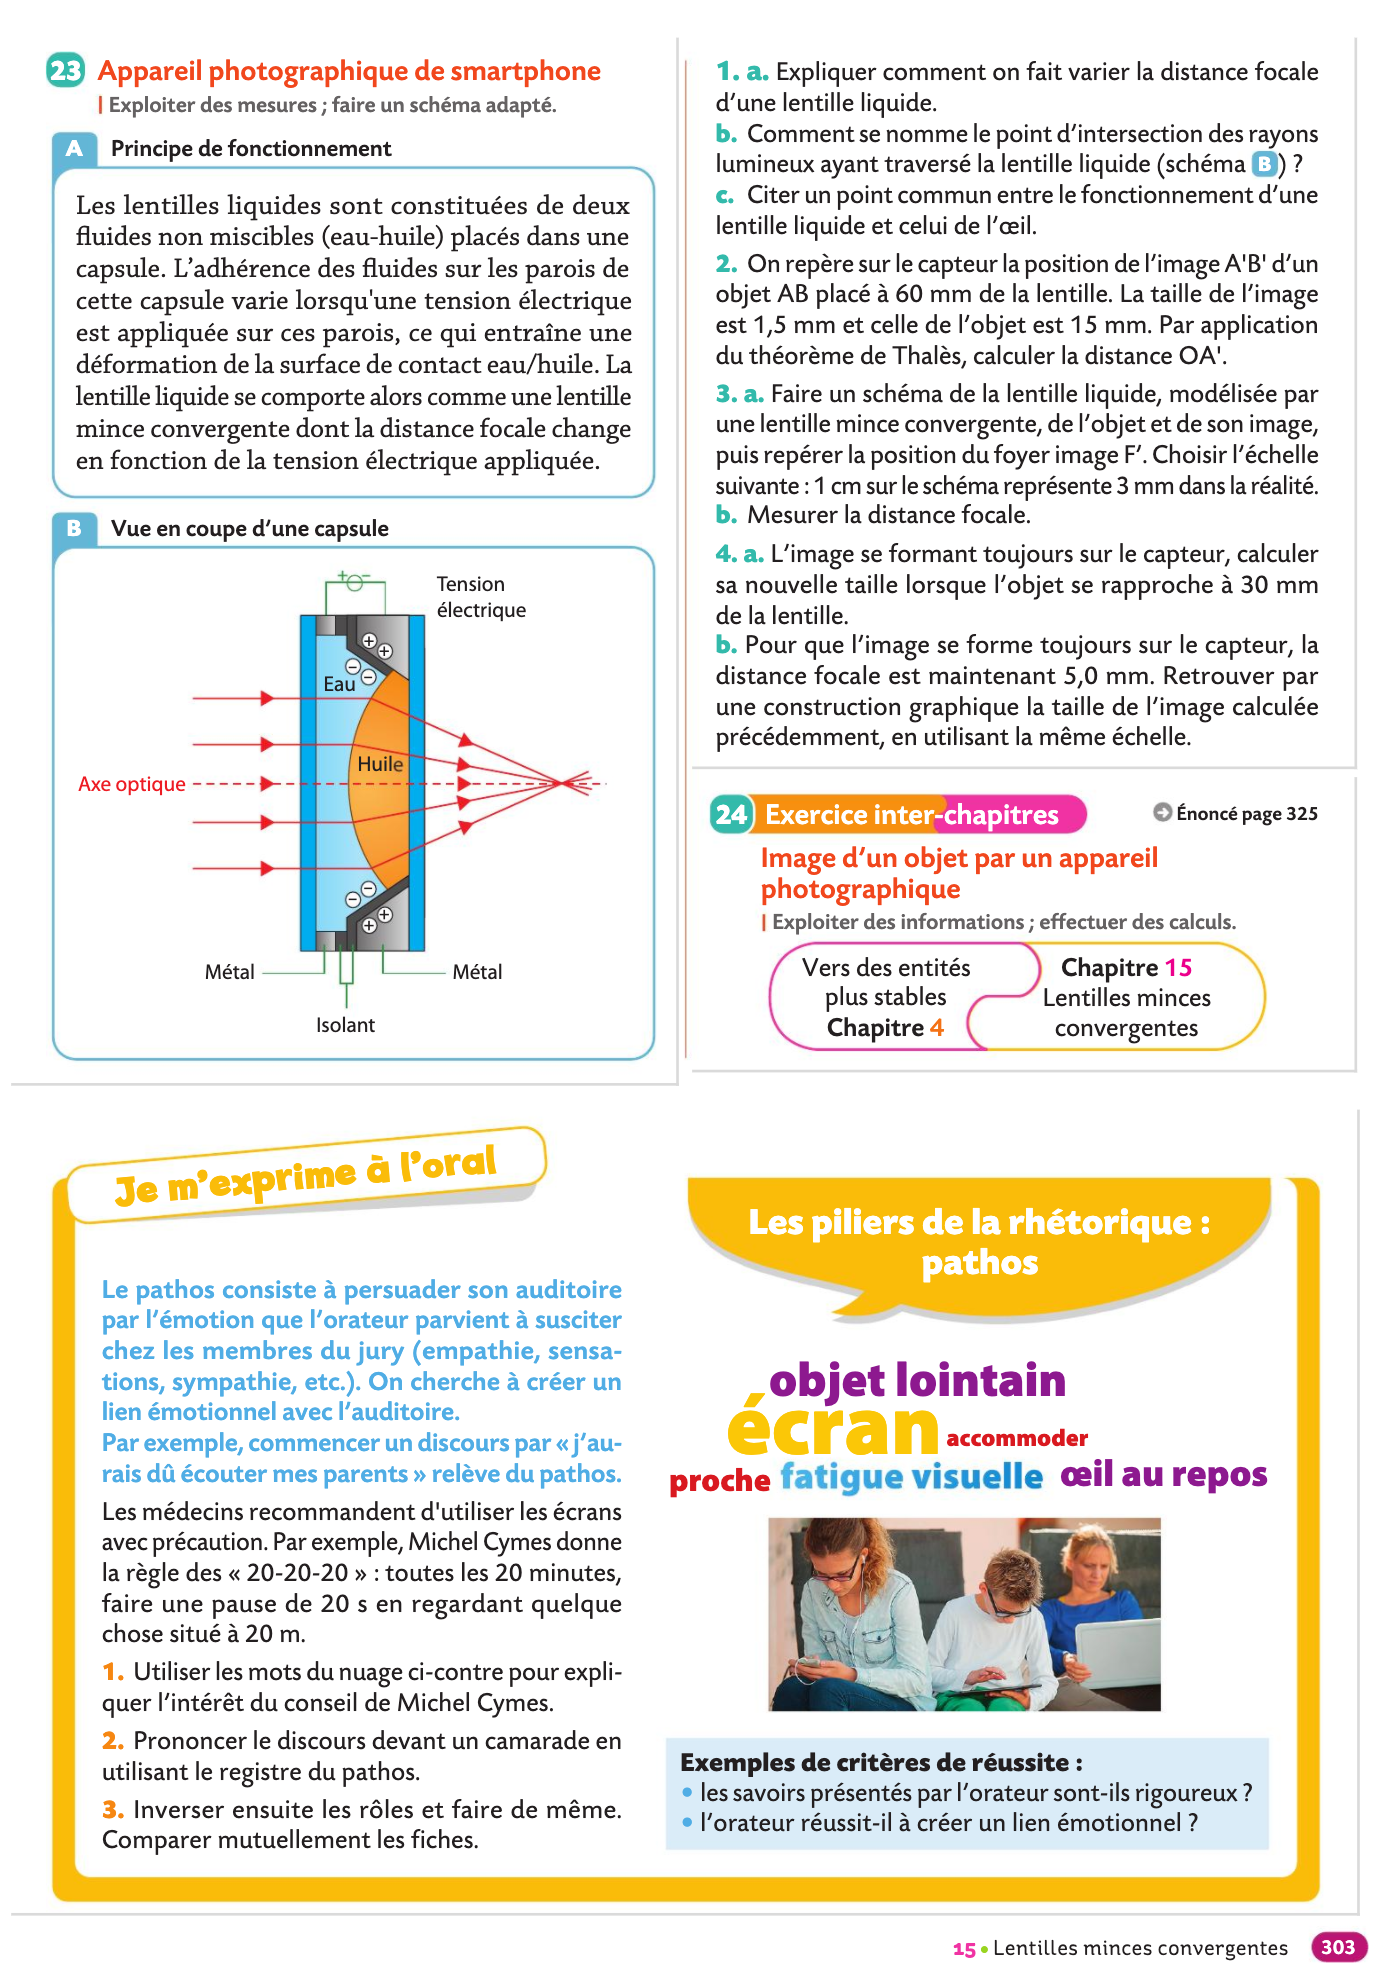 23 Appareil photographique de smartphone
| Exploiter des mesures ; faire un schéma adapté.
A Principe de fonctionnement
Les lentilles liquides sont constituées de deux
fluides non miscibles (eau-huile) placés dans une
capsule. L’adhérence des fluides sur les parois de
cette capsule varie lorsqu'une tension électrique
est appliquée sur ces parois, ce qui entraîne une
déformation de la surface de contact eau/huile. La
lentille liquide se comporte alors comme une lentille
mince convergente dont la distance focale change
en fonction de la tension électrique appliquée.
B Vue en coupe d’une capsule
+ −
Tension
électrique
+ +
− −
Eau
Huile
Axe optique
− −
+ +
Métal
Métal
Isolant
1. a. Expliquer comment on fait varier la distance focale
d’une lentille liquide.
b. Comment se nomme le point d’intersection des rayons
lumineux ayant traversé la lentille liquide (schéma B) ?
c. Citer un point commun entre le fonctionnement d’une
lentille liquide et celui de l’œil.
2. On repère sur le capteur la position de l’image A'B' d’un
objet AB placé à 60 mm de la lentille. La taille de l’image
est 1,5 mm et celle de l’objet est 15 mm. Par application
du théorème de Thalès, calculer la distance OA'.
3. a. Faire un schéma de la lentille liquide, modélisée par
une lentille mince convergente, de l’objet et de son image,
puis repérer la position du foyer image F’. Choisir l’échelle
suivante : 1 cm sur le schéma représente 3 mm dans la réalité.
b. Mesurer la distance focale.
4. a. L’image se formant toujours sur le capteur, calculer
sa nouvelle taille lorsque l’objet se rapproche à 30 mm
de la lentille.
b. Pour que l’image se forme toujours sur le capteur, la
distance focale est maintenant 5,0 mm. Retrouver par
une construction graphique la taille de l’image calculée
précédemment, en utilisant la même échelle.
24 Exercice inter-chapitres Énoncé page 325
Image d’un objet par un appareil
photographique
| Exploiter des informations ; effectuer des calculs.
Vers des entités
plus stables
Chapitre 4
Chapitre 15
Lentilles minces
convergentes
Je m’exprime à l’oral
Le pathos consiste à persuader son auditoire
par l’émotion que l’orateur parvient à susciter
chez les membres du jury (empathie, sensa-
tions, sympathie, etc.). On cherche à créer un
lien émotionnel avec l’auditoire.
Par exemple, commencer un discours par « j’au-
rais dû écouter mes parents » relève du pathos.
Les médecins recommandent d'utiliser les écrans
avec précaution. Par exemple, Michel Cymes donne
la règle des « 20-20-20 » : toutes les 20 minutes,
faire une pause de 20 s en regardant quelque
chose situé à 20 m.
1. Utiliser les mots du nuage ci-contre pour expli-
quer l’intérêt du conseil de Michel Cymes.
2. Prononcer le discours devant un camarade en
utilisant le registre du pathos.
3. Inverser ensuite les rôles et faire de même.
Comparer mutuellement les fiches.
Les piliers de la rhétorique :
pathos
objet lointain
écran accommoder
proche fatigue visuelle œil au repos
Exemples de critères de réussite :
• les savoirs présentés par l’orateur sont-ils rigoureux ?
• l’orateur réussit-il à créer un lien émotionnel ?
15 • Lentilles minces convergentes 303